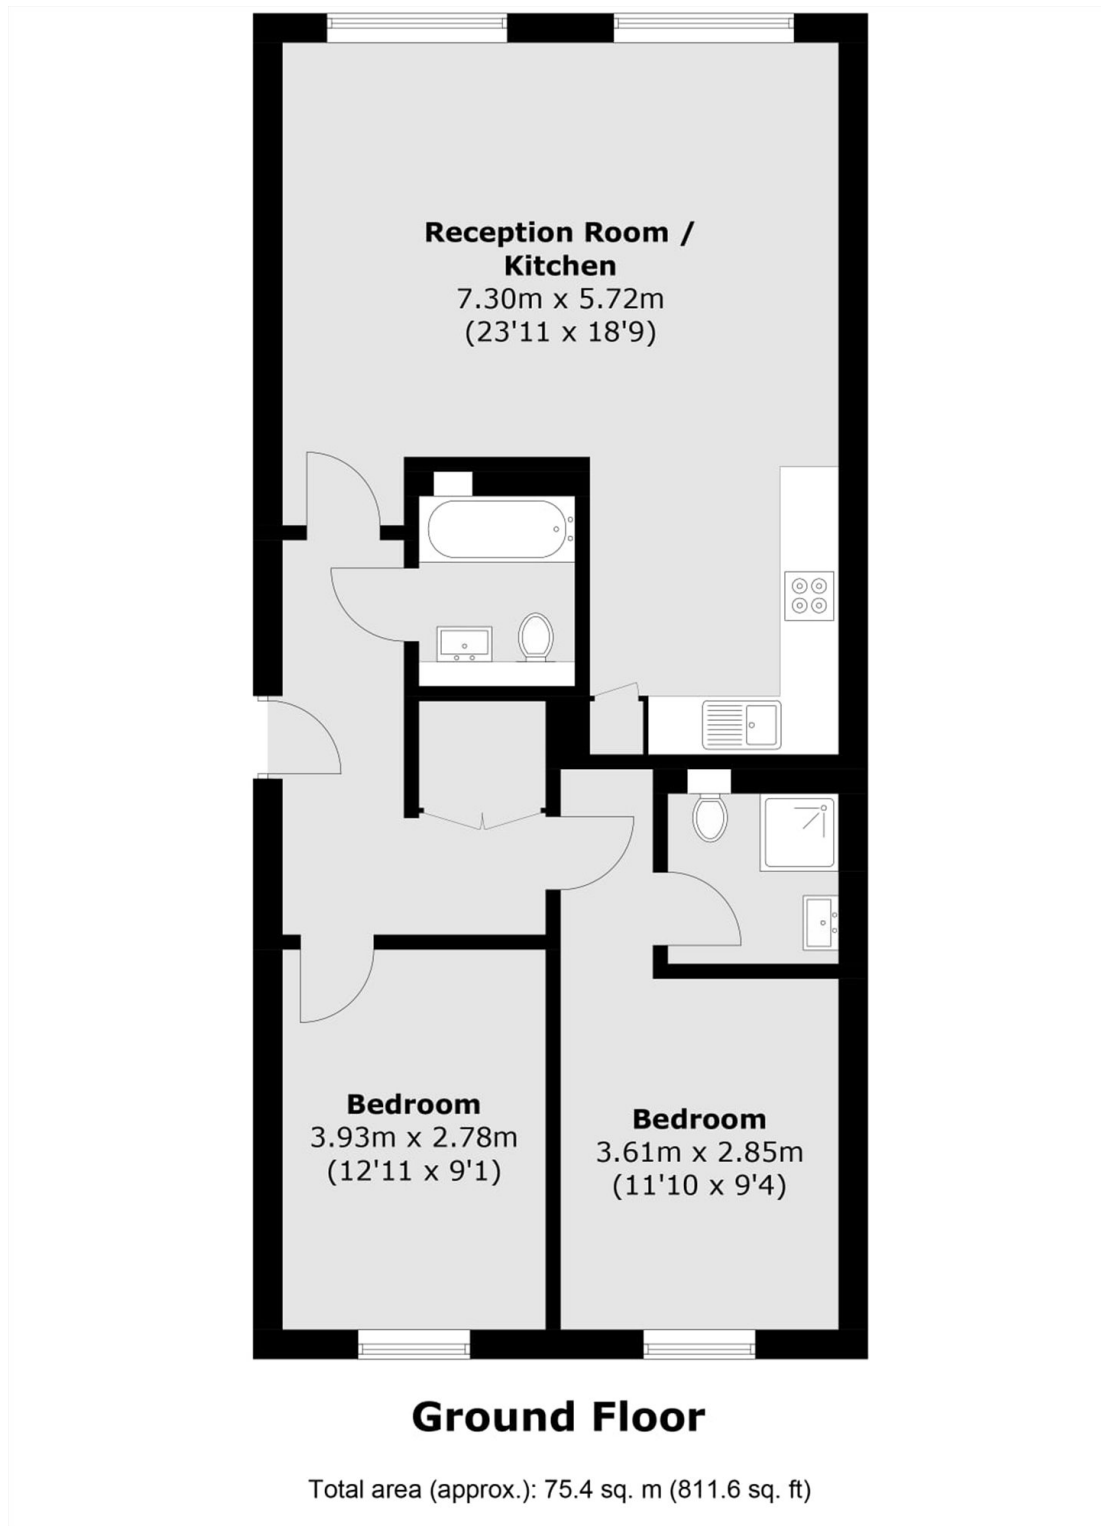 Reception Room /
Kitchen
7.30m x 5.72m
(23'11 x 18'9)
Bedroom
3.93m x 2.78m
(12'11 x 9'1)
Bedroom
3.61m x 2.85m
(11'10 x 9'4)
Ground Floor
Total area (approx.): 75.4 sq. m (811.6 sq. ft)